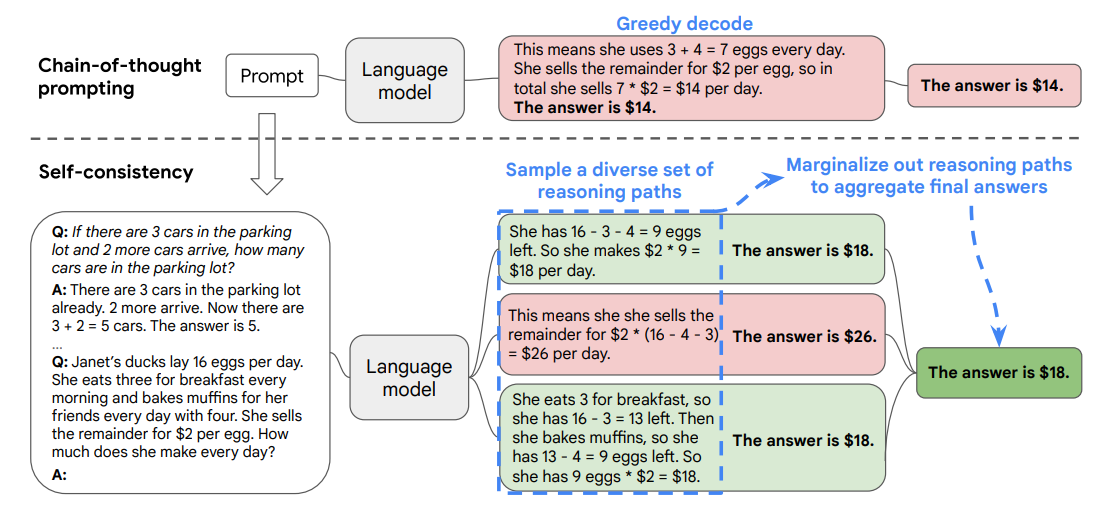 Greedy decode
Chain-of-thought
prompting
Prompt
Language
model
This means she uses 3 + 4 = 7 eggs every day.
She sells the remainder for $2 per egg, so in
total she sells 7 * $2 = $14 per day.
The answer is $14.
The answer is $14.
Self-consistency
Sample a diverse set of
reasoning paths
Marginalize out reasoning paths
to aggregate final answers
Q: If there are 3 cars in the parking
lot and 2 more cars arrive, how many
cars are in the parking lot?
A: There are 3 cars in the parking lot
already. 2 more arrive. Now there are
3 + 2 = 5 cars. The answer is 5.
...
Q: Janet's ducks lay 16 eggs per day.
She eats three for breakfast every
morning and bakes muffins for her
friends every day with four. She sells
the remainder for $2 per egg. How
much does she make every day?
A:
Language
model
She has 16 - 3 - 4 = 9 eggs
left. So she makes $2 * 9 =
$18 per day.
The answer is $18.
This means she she sells the
remainder for $2 * (16 - 4 - 3)
= $26 per day.
The answer is $26.
She eats 3 for breakfast, so
she has 16 - 3 = 13 left. Then
she bakes muffins, so she
has 13 - 4 = 9 eggs left. So
she has 9 eggs * $2 = $18.
The answer is $18.
The answer is $18.